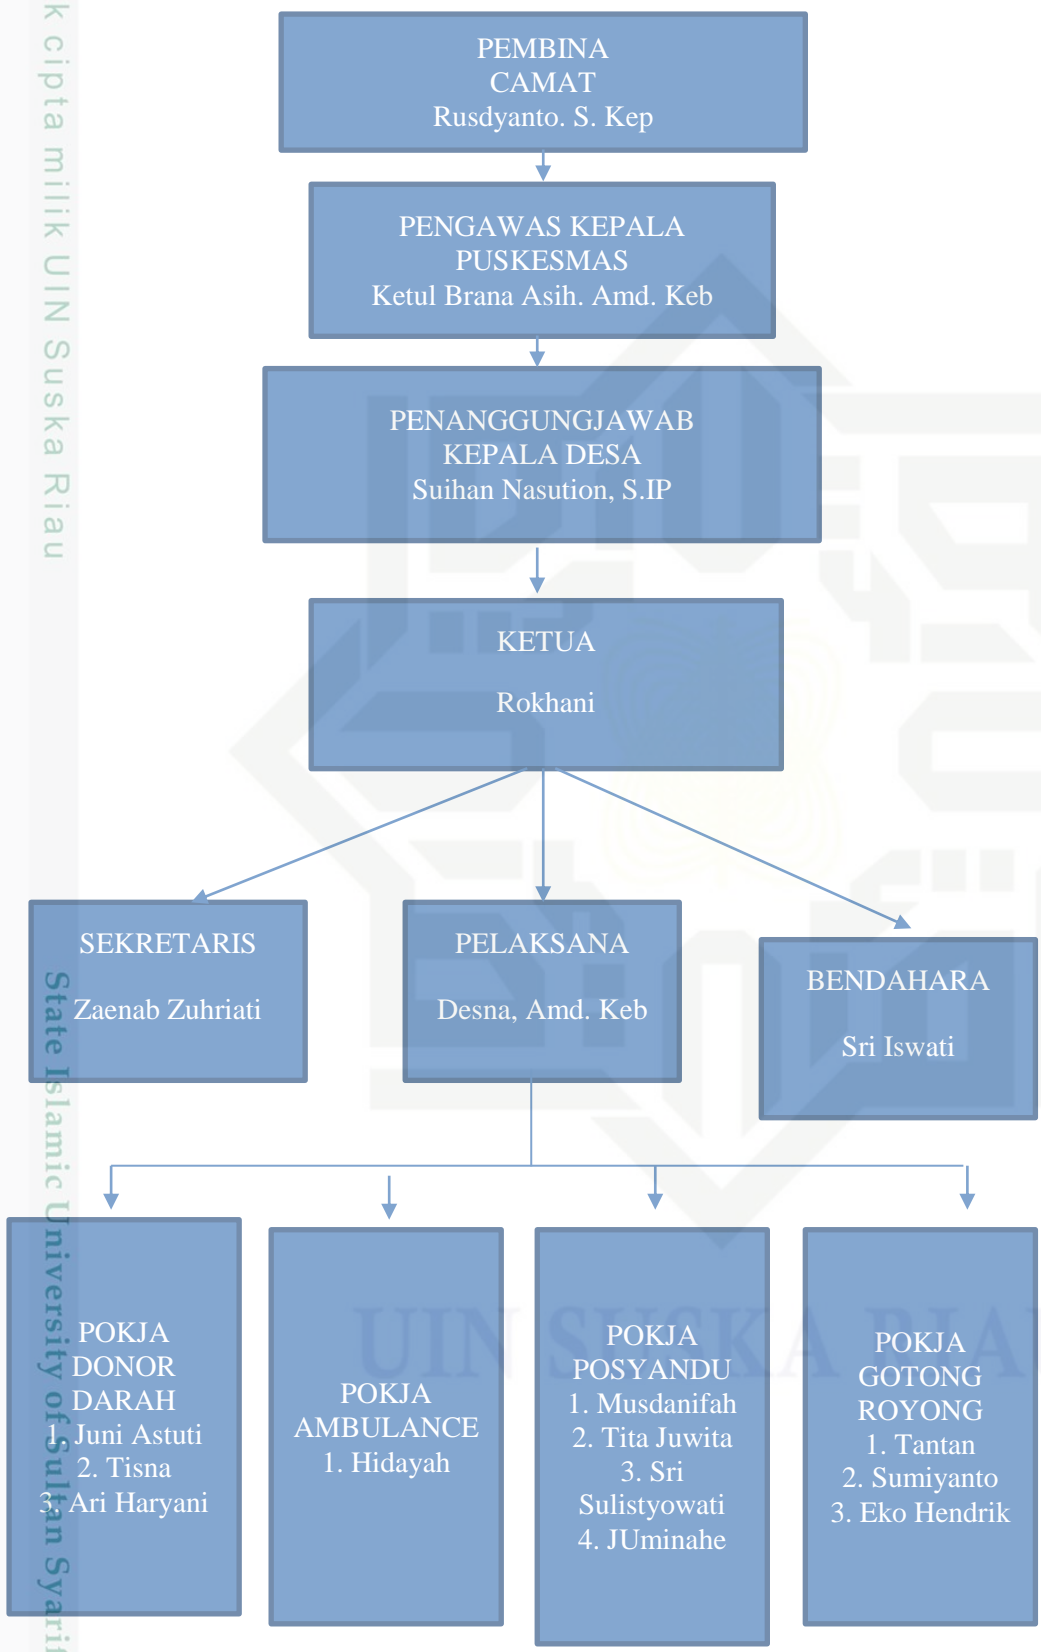 k cipta milik UIN Suska Riau
PEMBINA
CAMAT
Rusdyanto. S. Kep
PENGAWAS KEPALA
PUSKESMAS
Ketul Brana Asih. Amd. Keb
PENANGGUNGJAWAB
KEPALA DESA
Suihan Nasution, S.IP
KETUA
Rokhani
SEKRETARIS
Zaenab Zuhriati
PELAKSANA
Desna, Amd. Keb
BENDAHARA
Sri Iswati
State Islamic University of Sultan Syarif
POKJA
DONOR
DARAH
1. Juni Astuti
2. Tisna
3. Ari Haryani
POKJA
AMBULANCE
1. Hidayah
POKJA
POSYANDU
1. Musdanifah
2. Tita Juwita
3. Sri
Sulistyowati
4. JUminahe
POKJA
GOTONG
ROYONG
1. Tantan
2. Sumiyanto
3. Eko Hendrik
UIN SUSKA RIAU